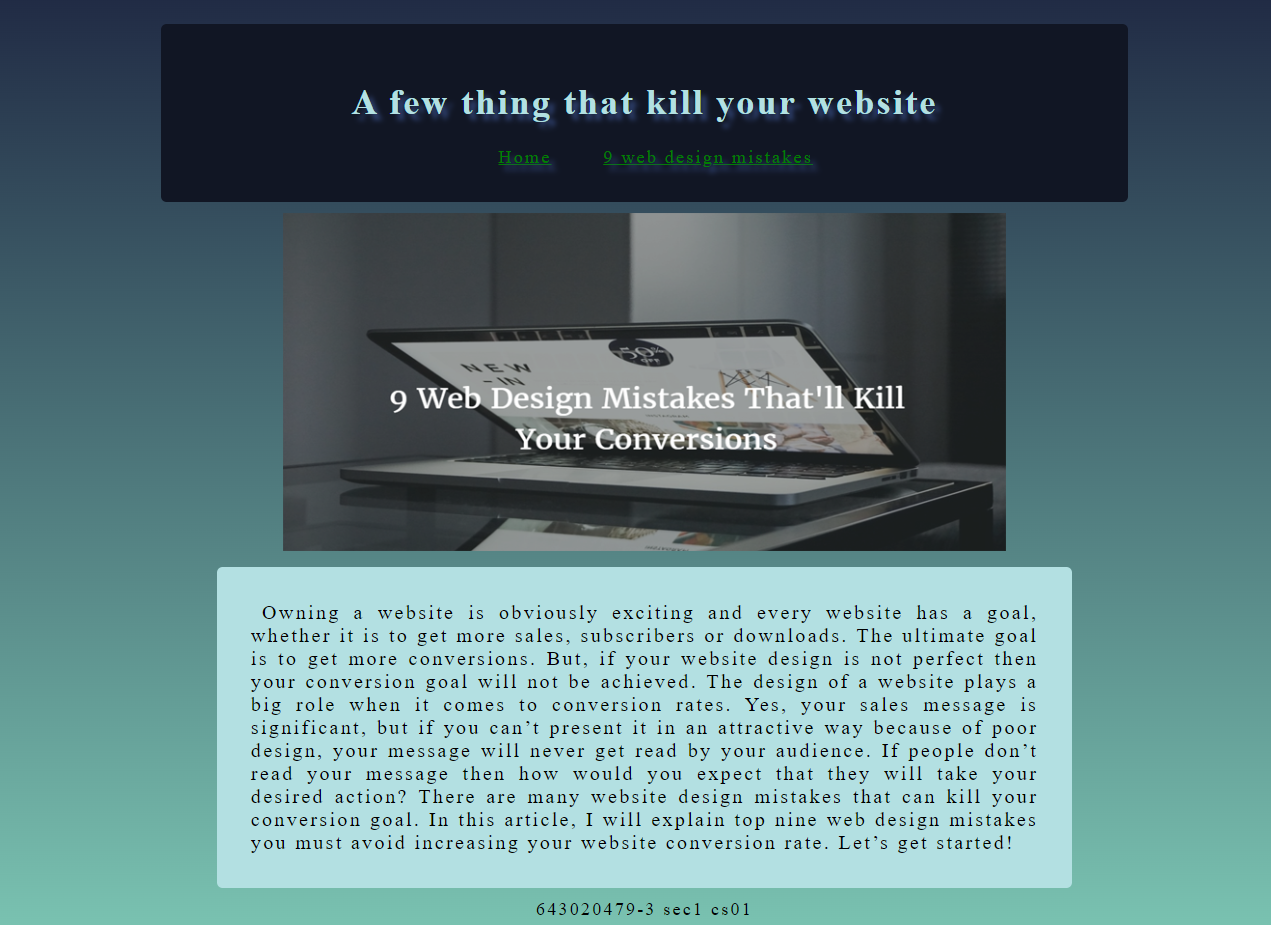 A few thing that kill your website
Home 9 web design mistakes
NEW
-IN
50%
OFF
9 Web Design Mistakes That'll Kill
Your Conversions
Owning a website is obviously exciting and every website has a goal,
whether it is to get more sales, subscribers or downloads. The ultimate goal
is to get more conversions. But, if your website design is not perfect then
your conversion goal will not be achieved. The design of a website plays a
big role when it comes to conversion rates. Yes, your sales message is
significant, but if you can’t present it in an attractive way because of poor
design, your message will never get read by your audience. If people don’t
read your message then how would you expect that they will take your
desired action? There are many website design mistakes that can kill your
conversion goal. In this article, I will explain top nine web design mistakes
you must avoid increasing your website conversion rate. Let’s get started!
643020479-3 sec1 cs01